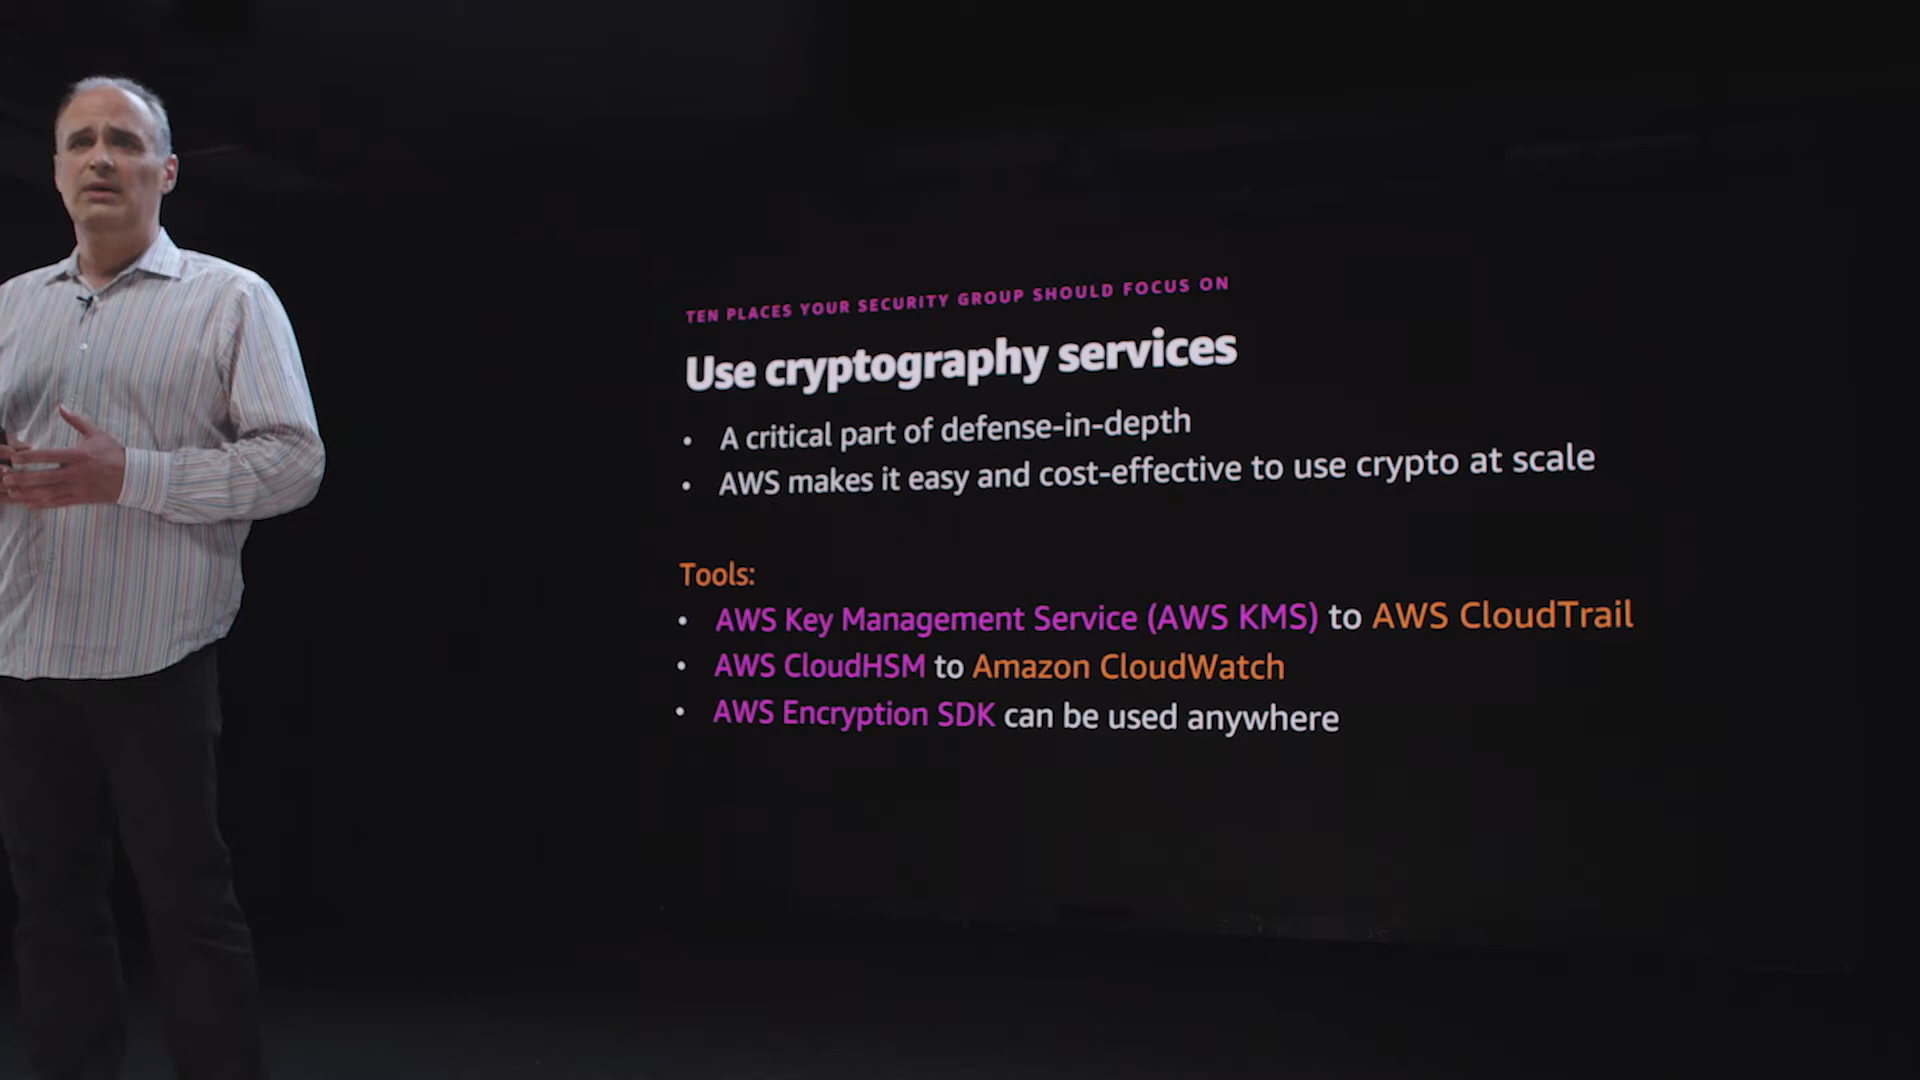 TEN PLACES YOUR SECURITY GROUP SHOULD FOCUS ON
Use cryptography services
• A critical part of defense-in-depth
• AWS makes it easy and cost-effective to use crypto at scale
Tools:
• AWS Key Management Service (AWS KMS) to AWS CloudTrail
• AWS CloudHSM to Amazon CloudWatch
• AWS Encryption SDK can be used anywhere